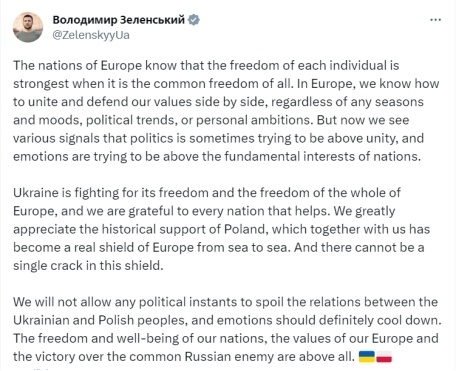 Володимир Зеленський
@ZelenskyyUa
The nations of Europe know that the freedom of each individual is
strongest when it is the common freedom of all. In Europe, we know how
to unite and defend our values side by side, regardless of any seasons
and moods, political trends, or personal ambitions. But now we see
various signals that politics is sometimes trying to be above unity, and
emotions are trying to be above the fundamental interests of nations.
Ukraine is fighting for its freedom and the freedom of the whole of
Europe, and we are grateful to every nation that helps. We greatly
appreciate the historical support of Poland, which together with us has
become a real shield of Europe from sea to sea. And there cannot be a
single crack in this shield.
We will not allow any political instants to spoil the relations between the
Ukrainian and Polish peoples, and emotions should definitely cool down.
The freedom and well-being of our nations, the values of our Europe and
the victory over the common Russian enemy are above all. 🇺🇦🇵🇱